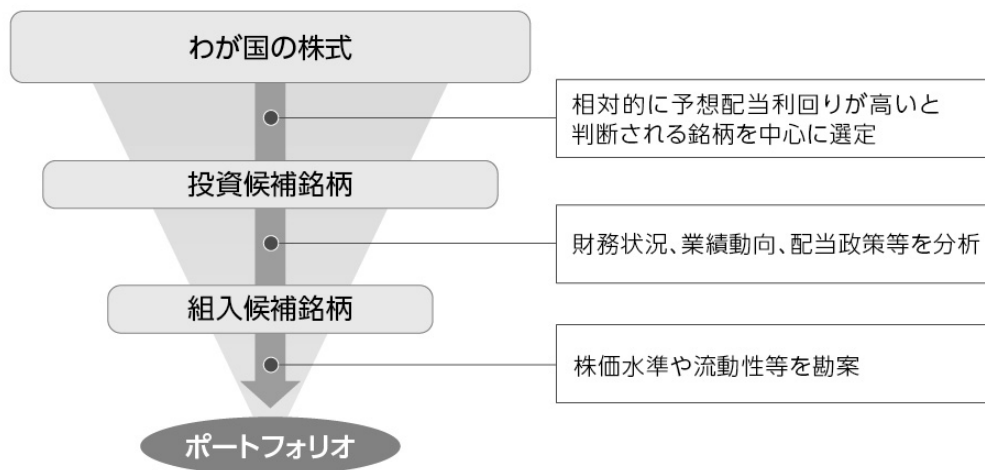 わが国の株式
相対的に予想配当利回りが高いと
判断される銘柄を中心に選定
投資候補銘柄
財務状況、業績動向、配当政策等を分析
組入候補銘柄
株価水準や流動性等を勘案
ポートフォリオ